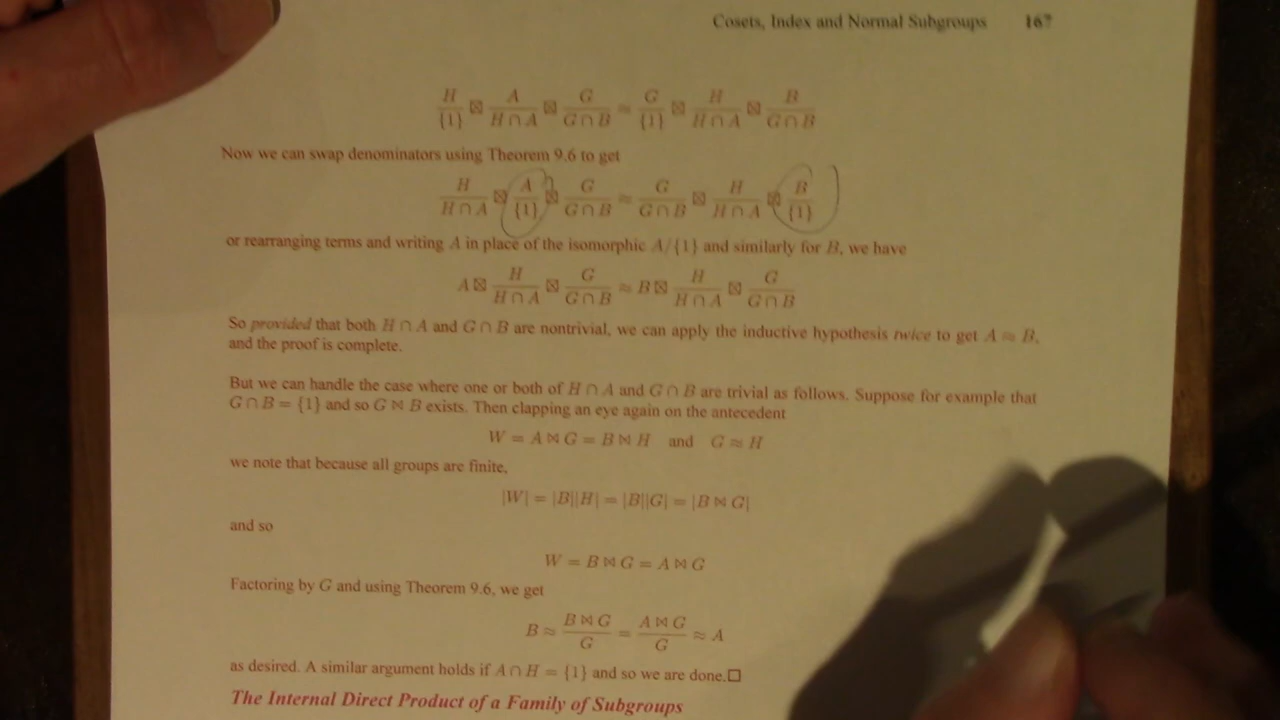 Cosets, Index and Normal Subgroups 167
H/{1} ⊠ A/H∩A ⊠ G/G∩B ≈ G/{1} ⊠ H/H∩A ⊠ B/G∩B
Now we can swap denominators using Theorem 9.6 to get
H/H∩A ⊠ A/{1} ⊠ G/G∩B ≈ G/G∩B ⊠ H/H∩A ⊠ B/{1}
or rearranging terms and writing A in place of the isomorphic A/{1} and similarly for B, we have
A ⊠ H/H∩A ⊠ G/G∩B ≈ B ⊠ H/H∩A ⊠ G/G∩B
So provided that both H ∩ A and G ∩ B are nontrivial, we can apply the inductive hypothesis twice to get A ≈ B,
and the proof is complete.
But we can handle the case where one or both of H ∩ A and G ∩ B are trivial as follows. Suppose for example that
G ∩ B = {1} and so G ⋈ B exists. Then clapping an eye again on the antecedent
W = A ⋈ G = B ⋈ H and G ≈ H
we note that because all groups are finite,
|W| = |B||H| = |B||G| = |B ⋈ G|
and so
W = B ⋈ G = A ⋈ G
Factoring by G and using Theorem 9.6, we get
B ≈ B ⋈ G/G = A ⋈ G/G ≈ A
as desired. A similar argument holds if A ∩ H = {1} and so we are done.□
The Internal Direct Product of a Family of Subgroups